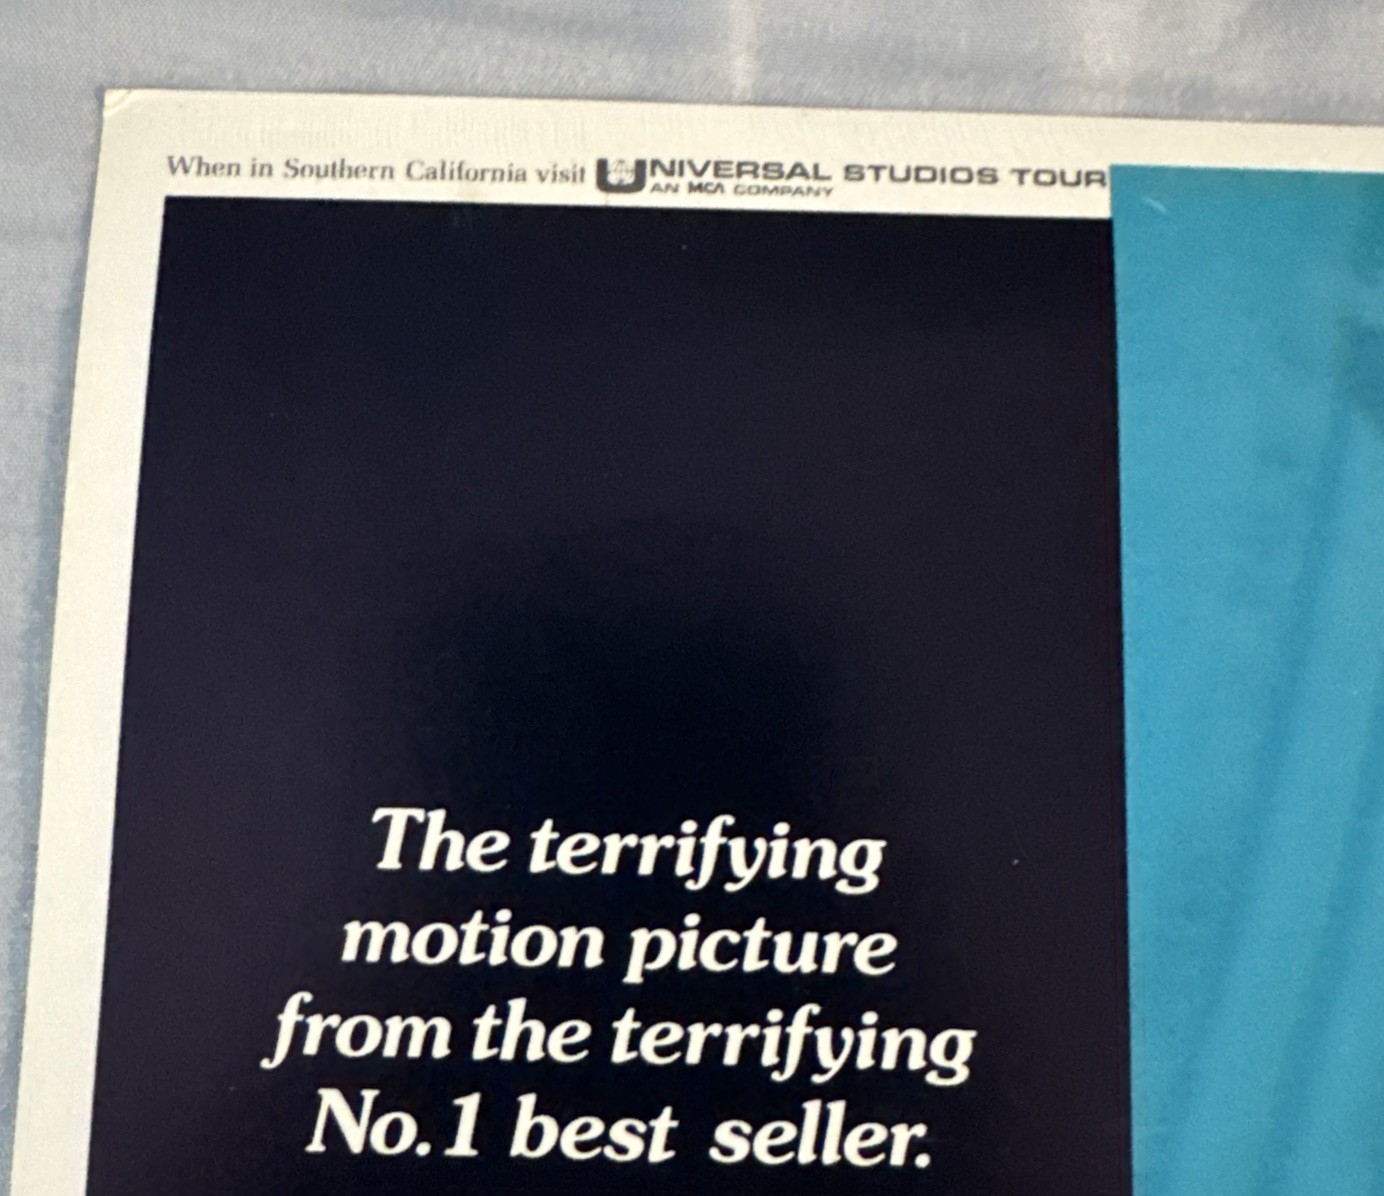 When in Southern California visit UNIVERSAL STUDIOS TOUR
AN MCA COMPANY
The terrifying
motion picture
from the terrifying
No. 1 best seller.